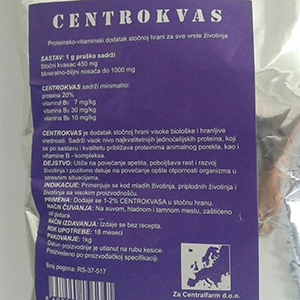 CENTROKVAS
Proteinsko-vitaminski dodatak stočnoj hrani za sve vrste životinja
SASTAV: 1 g praška sadrži
Stočni kvasac 450 mg
Mineralno-biljni nosača do 1000 mg
CENTROKVAS sadrži minimalno:
proteina 20%
vitamina B₁ 7 mg/kg
vitamina B₂ 30 mg/kg
vitamina B₆ 10 mg/kg
CENTROKVAS je dodatak stočnoj hrani visoke biološke i hranljive
vrednosti. Sadrži visok nivo najkvalitetnijih jednoćelijskih proteina, koji
se po sastavu i kvalitetu približava proteinima animalnog porekla, kao i
vitamin B - kompleksa.
DEJSTVO: Utiče na povećanje apetita, poboljšava rast i razvoj
životinja i pozitivno deluje na povećanje opšte otpornosti organizma u
stresnim situacijama.
INDIKACIJE: Primenjuje se kod mladih životinja, priplodnih životinja i
životinja sa visokom proizvodnošću.
PRIMENA: Dodaje se 1-2% CENTROKVASA u stočnu hranu.
NAČIN ČUVANJA: Na suvom, hladnom i tamnom mestu, zaštićeno
od glodara.
NAČIN IZDAVANJA: Izdaje se bez recepta.
ROK UPOTREBE: 18 meseci
PAKOVANJE: 1kg
Datum proizvodnje je utisnut na rubu kesice.
Proizvedeno po proizvođačkoj specifikaciji.
Broj pogona: RS-37-517
Za Centralfarm d.o.o.